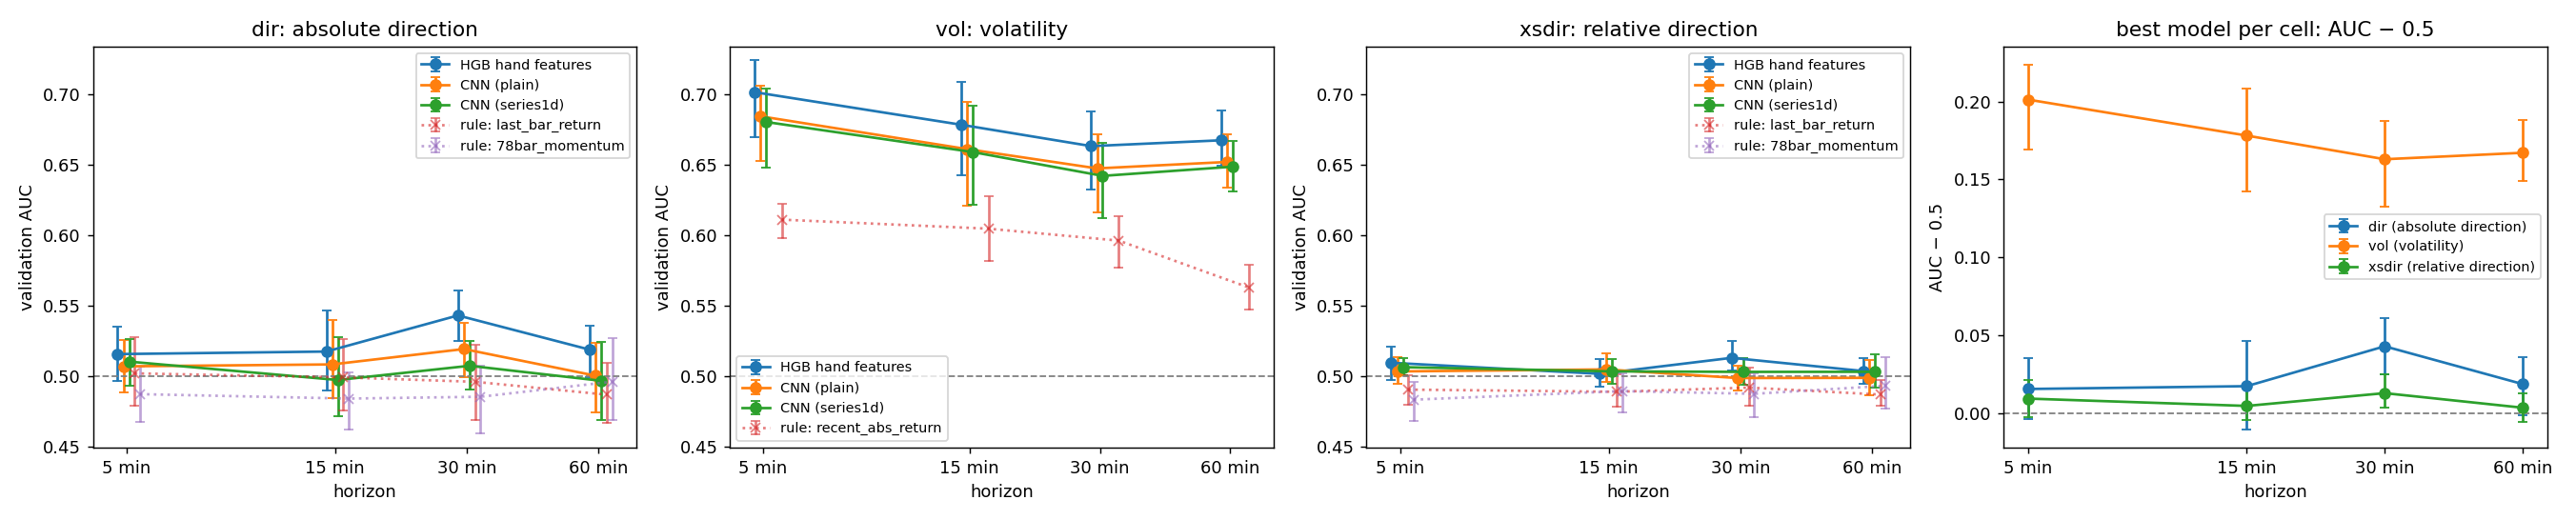 dir: absolute direction
validation AUC
0.70
0.65
0.60
0.55
0.50
0.45
HGB hand features
CNN (plain)
CNN (series1d)
rule: last_bar_return
rule: 78bar_momentum
5 min
15 min
30 min
60 min
horizon
vol: volatility
validation AUC
0.70
0.65
0.60
0.55
0.50
0.45
HGB hand features
CNN (plain)
CNN (series1d)
rule: recent_abs_return
5 min
15 min
30 min
60 min
horizon
xsdir: relative direction
validation AUC
0.70
0.65
0.60
0.55
0.50
0.45
HGB hand features
CNN (plain)
CNN (series1d)
rule: last_bar_return
rule: 78bar_momentum
5 min
15 min
30 min
60 min
horizon
best model per cell: AUC − 0.5
AUC − 0.5
0.20
0.15
0.10
0.05
0.00
dir (absolute direction)
vol (volatility)
xsdir (relative direction)
5 min
15 min
30 min
60 min
horizon